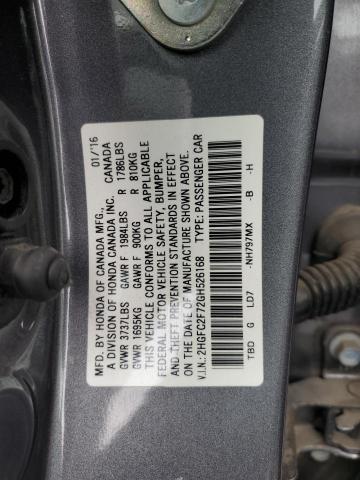 MFD. BY HONDA OF CANADA MFG., 01/'16
A DIVISION OF HONDA CANADA INC. CANADA
GVWR 3737LBS GAWR F 1984LBS R 1786LBS
GVWR 1695KG GAWR F 900KG R 810KG
THIS VEHICLE CONFORMS TO ALL APPLICABLE
FEDERAL MOTOR VEHICLE SAFETY, BUMPER,
AND THEFT PREVENTION STANDARDS IN EFFECT
ON THE DATE OF MANUFACTURE SHOWN ABOVE.
V.I.N.: 2HGFC2F72GH526168 TYPE: PASSENGER CAR
TBD G LD7 -NH797MX -B -H